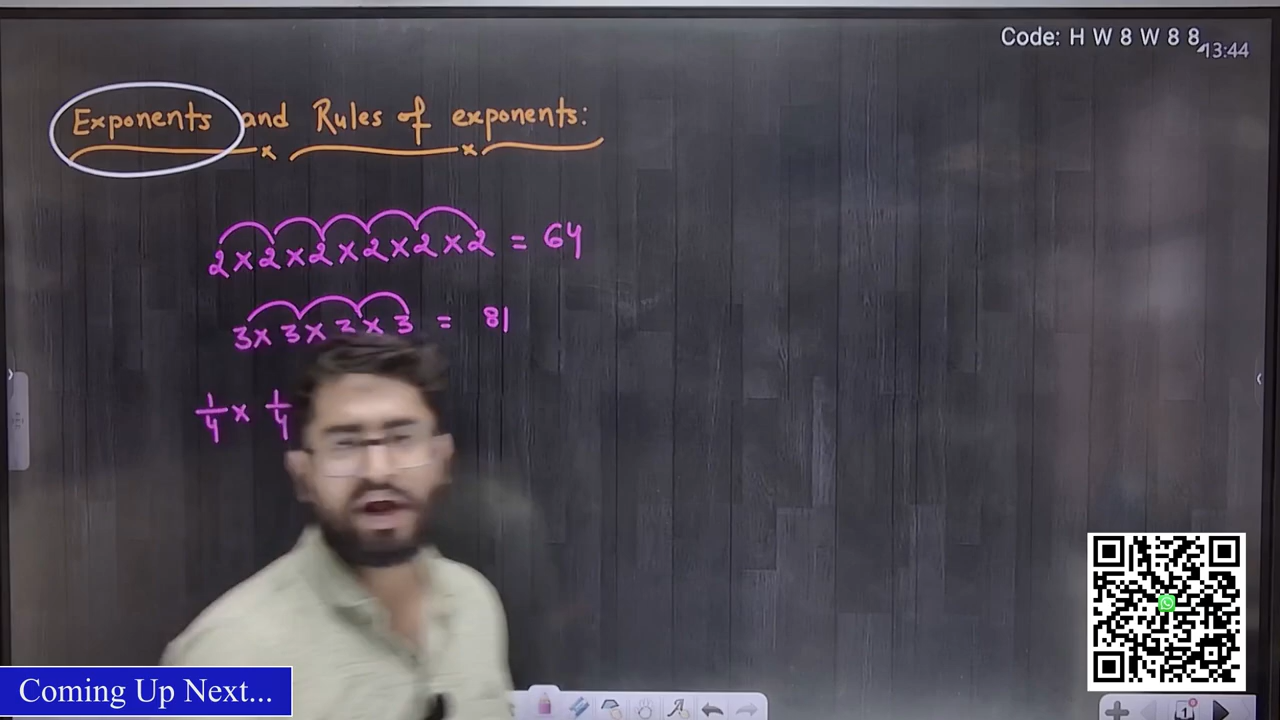 Code: H W 8 W 8 8
13:44
Exponents and Rules of exponents:
2×2×2×2×2×2 = 64
3×3×3×3 = 81
1/4 × 1/4
Coming Up Next...
1